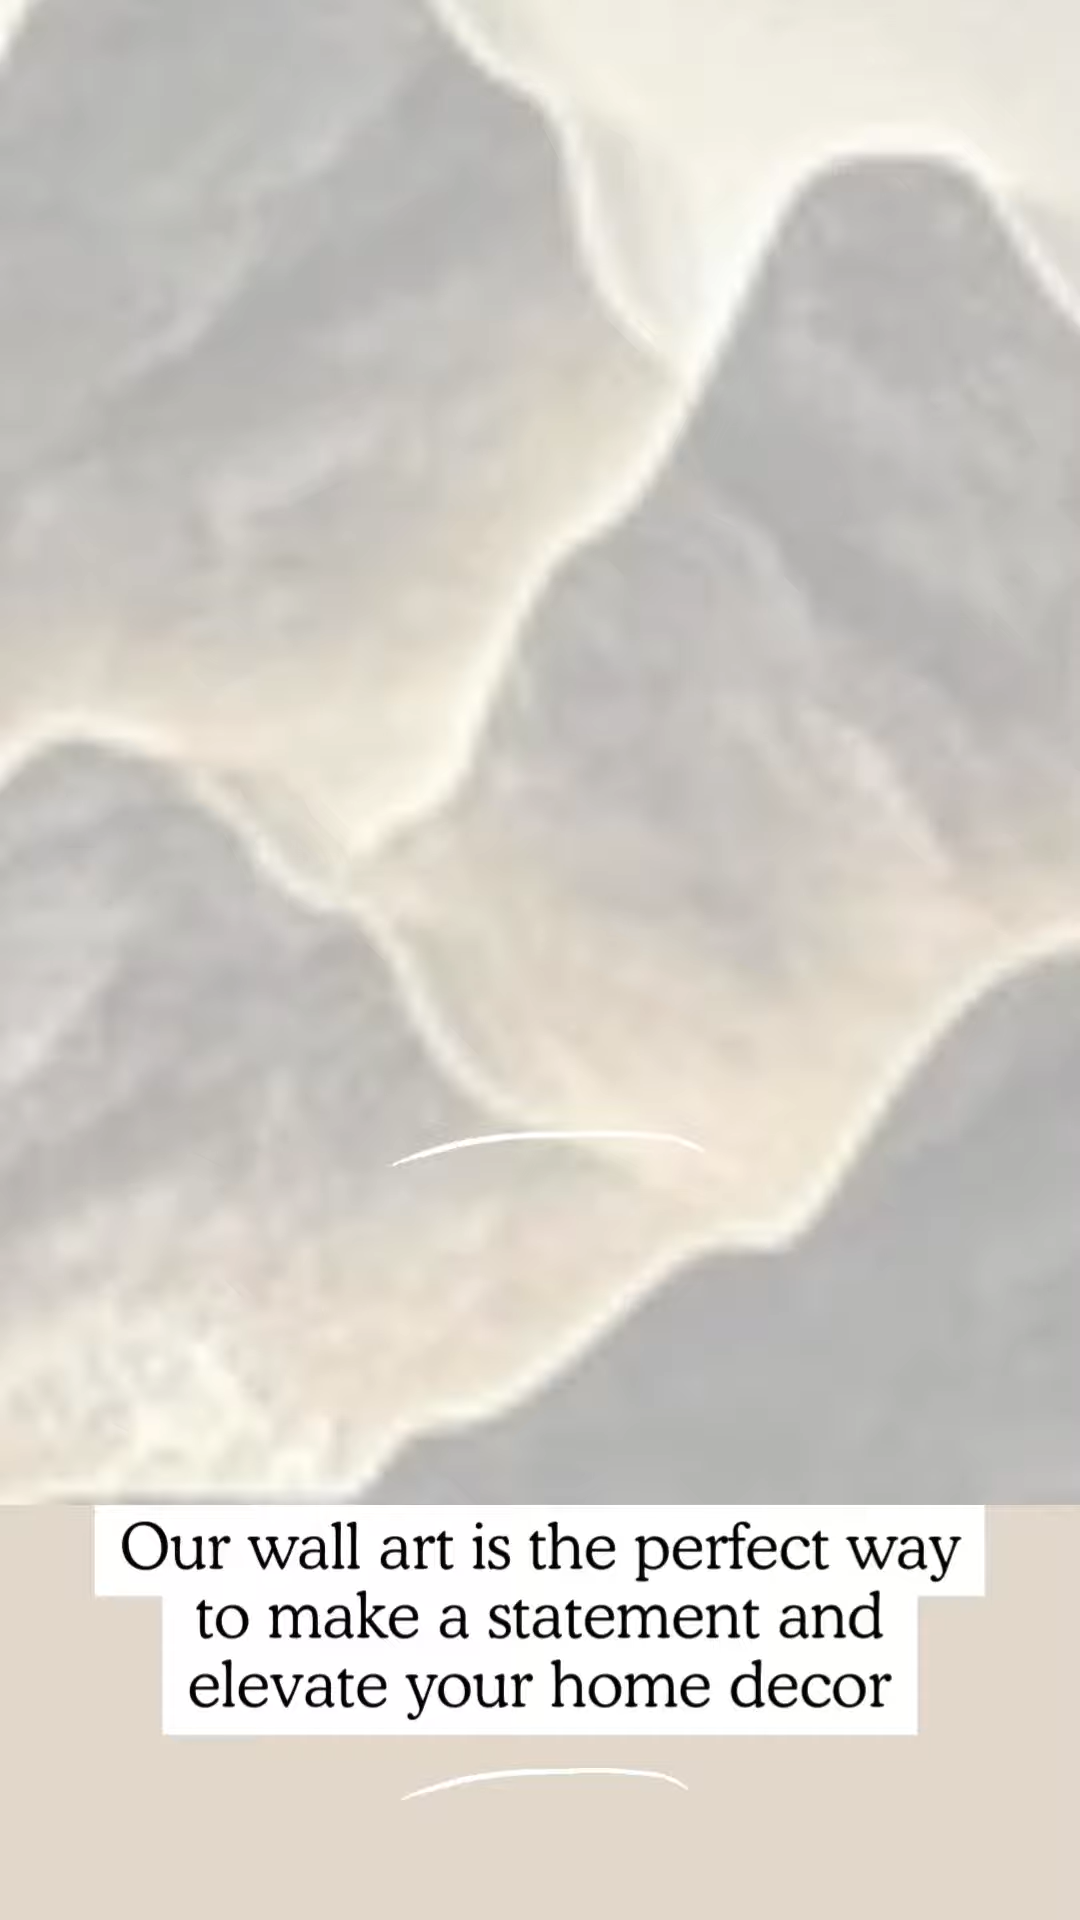 Our wall art is the perfect way
to make a statement and
elevate your home decor